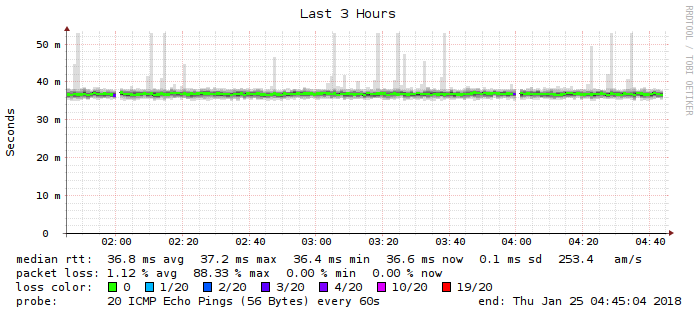 Last 3 Hours
RRDTOOL / TOBI OETIKER
Seconds
50 m
40 m
30 m
20 m
10 m
0
02:00 02:20 02:40 03:00 03:20 03:40 04:00 04:20 04:40
median rtt: 36.8 ms avg 37.2 ms max 36.4 ms min 36.6 ms now 0.1 ms sd 253.4 am/s
packet loss: 1.12 % avg 88.33 % max 0.00 % min 0.00 % now
loss color: 0 1/20 2/20 3/20 4/20 10/20 19/20
probe: 20 ICMP Echo Pings (56 Bytes) every 60s end: Thu Jan 25 04:45:04 2018